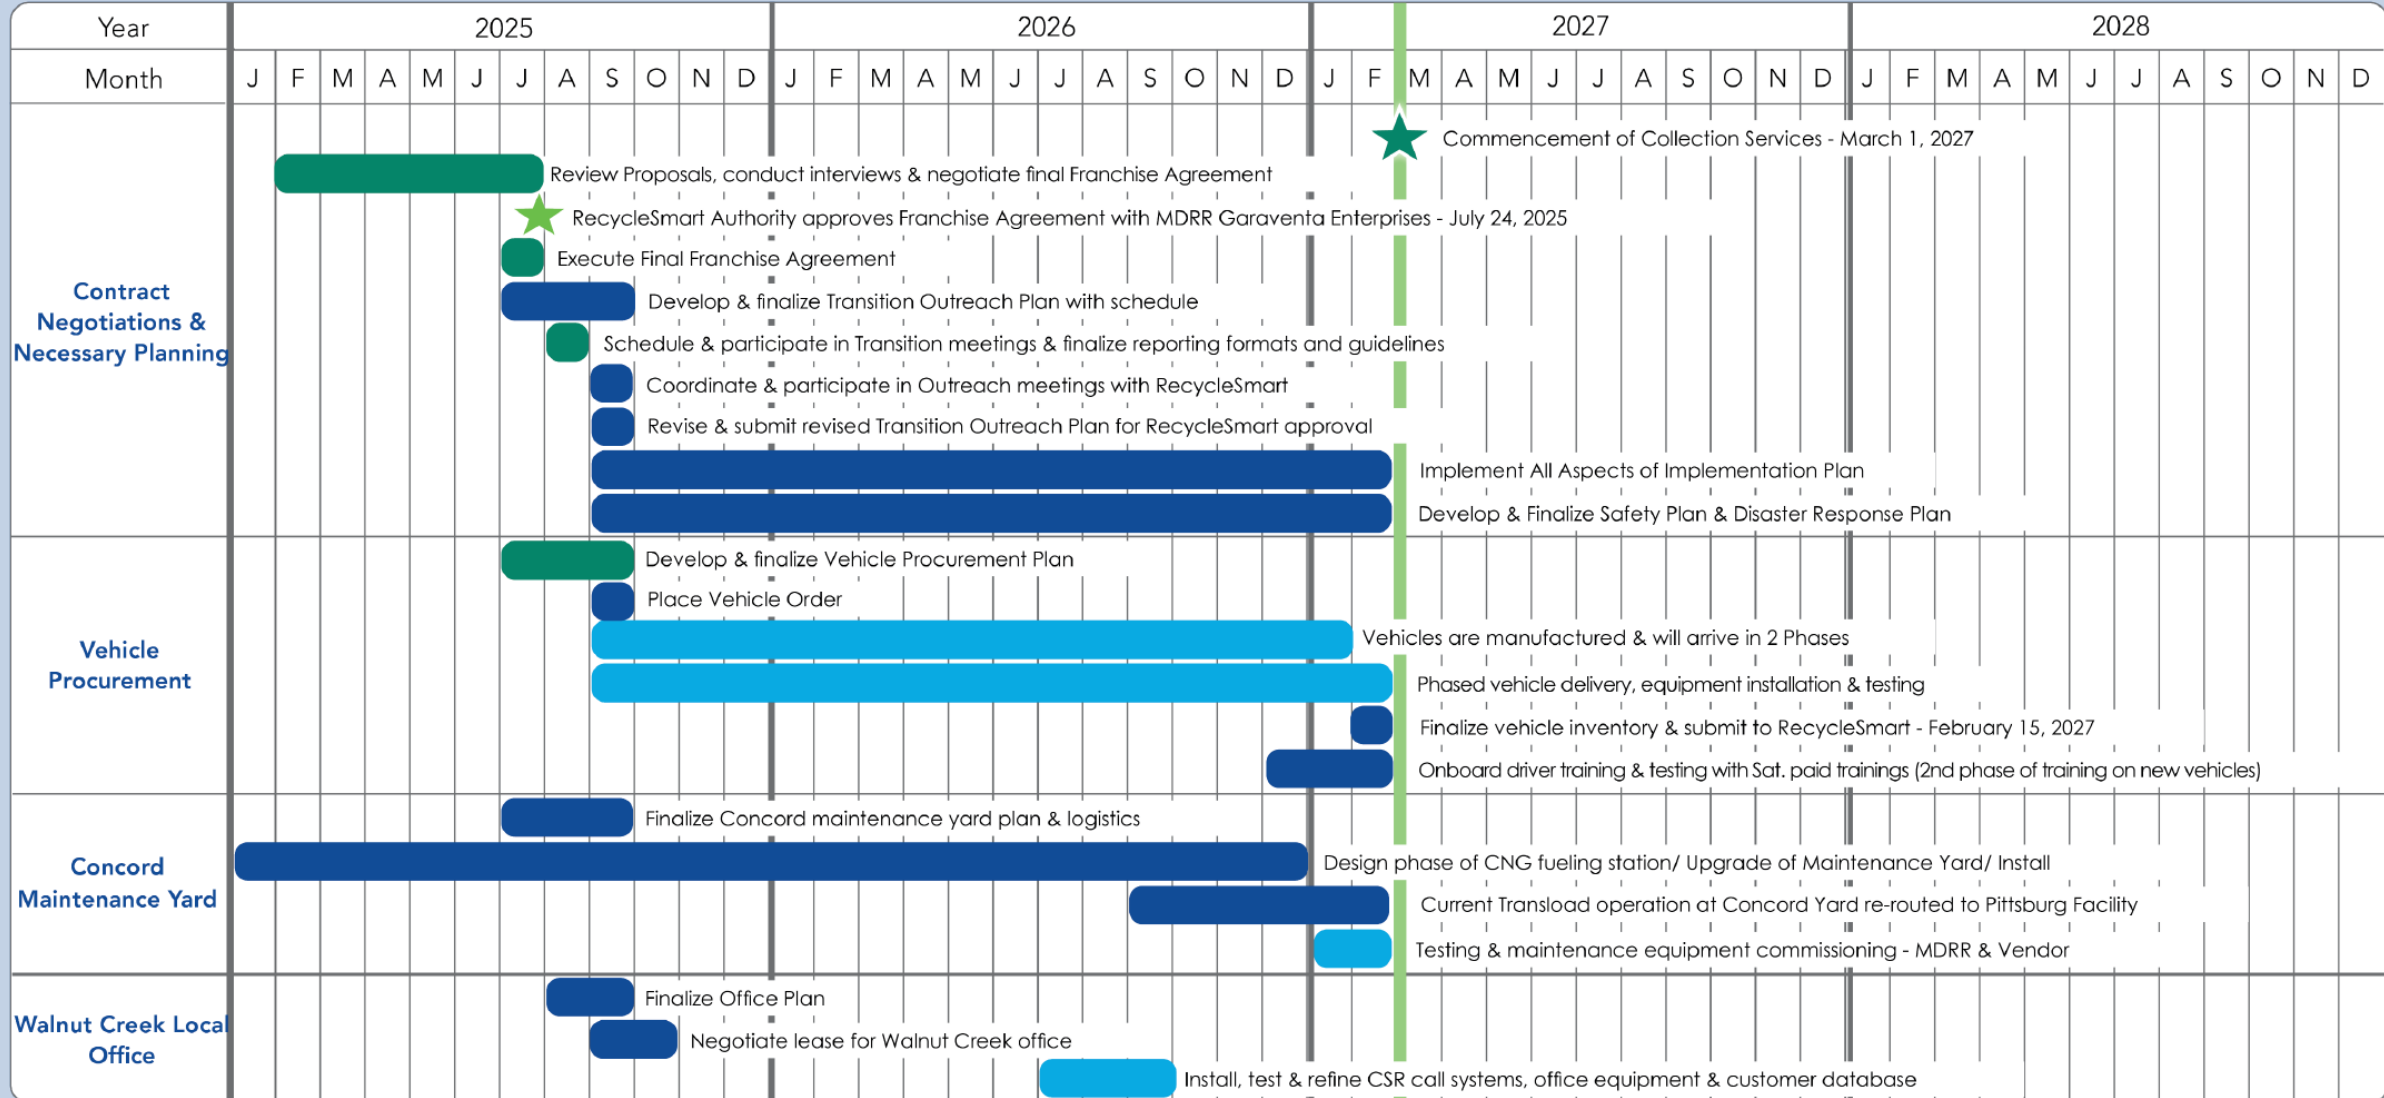 Year 2025 2026 2027 2028
Month J F M A M J J A S O N D J F M A M J J A S O N D J F M A M J J A S O N D J F M A M J J A S O N D
Commencement of Collection Services - March 1, 2027
Review Proposals, conduct interviews & negotiate final Franchise Agreement
RecycleSmart Authority approves Franchise Agreement with MDRR Garaventa Enterprises - July 24, 2025
Execute Final Franchise Agreement
Contract
Negotiations &
Necessary Planning
Develop & finalize Transition Outreach Plan with schedule
Schedule & participate in Transition meetings & finalize reporting formats and guidelines
Coordinate & participate in Outreach meetings with RecycleSmart
Revise & submit revised Transition Outreach Plan for RecycleSmart approval
Implement All Aspects of Implementation Plan
Develop & Finalize Safety Plan & Disaster Response Plan
Vehicle
Procurement
Develop & finalize Vehicle Procurement Plan
Place Vehicle Order
Vehicles are manufactured & will arrive in 2 Phases
Phased vehicle delivery, equipment installation & testing
Finalize vehicle inventory & submit to RecycleSmart - February 15, 2027
Onboard driver training & testing with Sat. paid trainings (2nd phase of training on new vehicles)
Concord
Maintenance Yard
Finalize Concord maintenance yard plan & logistics
Design phase of CNG fueling station/ Upgrade of Maintenance Yard/ Install
Current Transload operation at Concord Yard re-routed to Pittsburg Facility
Testing & maintenance equipment commissioning - MDRR & Vendor
Walnut Creek Local
Office
Finalize Office Plan
Negotiate lease for Walnut Creek office
Install, test & refine CSR call systems, office equipment & customer database